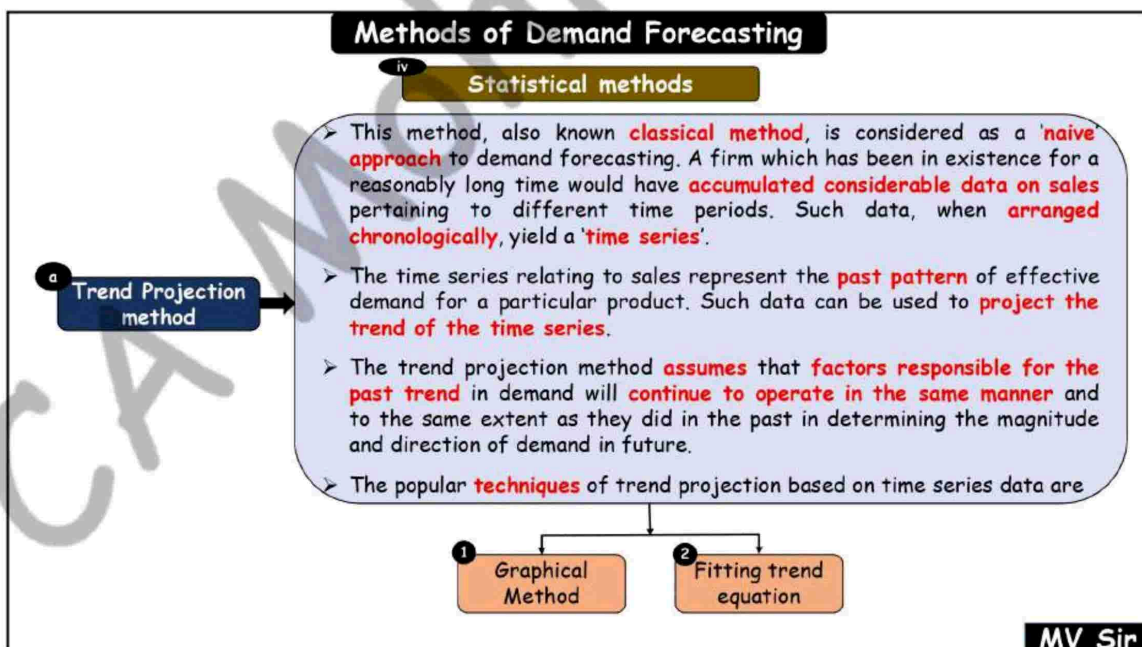 Methods of Demand Forecasting
iv
Statistical methods
➢ This method, also known classical method, is considered as a 'naive'
approach to demand forecasting. A firm which has been in existence for a
reasonably long time would have accumulated considerable data on sales
pertaining to different time periods. Such data, when arranged
chronologically, yield a 'time series'.
a
Trend Projection
method
➢ The time series relating to sales represent the past pattern of effective
demand for a particular product. Such data can be used to project the
trend of the time series.
➢ The trend projection method assumes that factors responsible for the
past trend in demand will continue to operate in the same manner and
to the same extent as they did in the past in determining the magnitude
and direction of demand in future.
➢ The popular techniques of trend projection based on time series data are
1
Graphical
Method
2
Fitting trend
equation
MV Sir